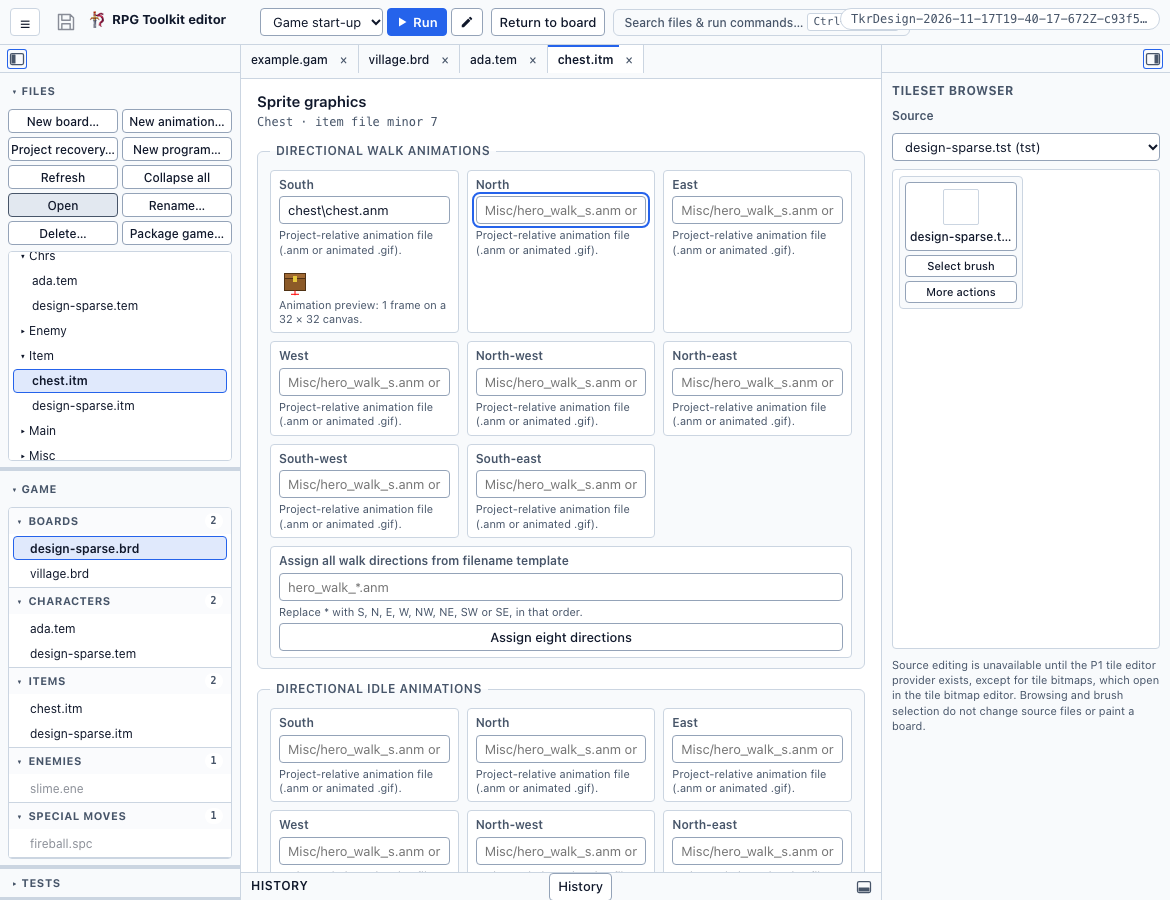 RPG Toolkit editor
Game start-up
Run
Return to board
Search files & run commands...
Ctrl
TkrDesign-2026-11-17T19-40-17-672Z-c93f5…
FILES
New board...
New animation...
Project recovery...
New program...
Refresh
Collapse all
Open
Rename...
Delete...
Package game...
Chrs
ada.tem
design-sparse.tem
Enemy
Item
chest.itm
design-sparse.itm
Main
Misc
GAME
BOARDS 2
design-sparse.brd
village.brd
CHARACTERS 2
ada.tem
design-sparse.tem
ITEMS 2
chest.itm
design-sparse.itm
ENEMIES 1
slime.ene
SPECIAL MOVES 1
fireball.spc
TESTS
example.gam ×
village.brd ×
ada.tem ×
chest.itm ×
Sprite graphics
Chest · item file minor 7
DIRECTIONAL WALK ANIMATIONS
South
chest\chest.anm
Project-relative animation file
(.anm or animated .gif).
Animation preview: 1 frame on a
32 × 32 canvas.
North
Misc/hero_walk_s.anm or
Project-relative animation file
(.anm or animated .gif).
East
Misc/hero_walk_s.anm or
Project-relative animation file
(.anm or animated .gif).
West
Misc/hero_walk_s.anm or
Project-relative animation file
(.anm or animated .gif).
North-west
Misc/hero_walk_s.anm or
Project-relative animation file
(.anm or animated .gif).
North-east
Misc/hero_walk_s.anm or
Project-relative animation file
(.anm or animated .gif).
South-west
Misc/hero_walk_s.anm or
Project-relative animation file
(.anm or animated .gif).
South-east
Misc/hero_walk_s.anm or
Project-relative animation file
(.anm or animated .gif).
Assign all walk directions from filename template
hero_walk_*.anm
Replace * with S, N, E, W, NW, NE, SW or SE, in that order.
Assign eight directions
DIRECTIONAL IDLE ANIMATIONS
South
Misc/hero_walk_s.anm or
Project-relative animation file
(.anm or animated .gif).
North
Misc/hero_walk_s.anm or
Project-relative animation file
(.anm or animated .gif).
East
Misc/hero_walk_s.anm or
Project-relative animation file
(.anm or animated .gif).
West
Misc/hero_walk_s.anm or
North-west
Misc/hero_walk_s.anm or
North-east
Misc/hero_walk_s.anm or
HISTORY
History
TILESET BROWSER
Source
design-sparse.tst (tst)
design-sparse.t...
Select brush
More actions
Source editing is unavailable until the P1 tile editor
provider exists, except for tile bitmaps, which open
in the tile bitmap editor. Browsing and brush
selection do not change source files or paint a
board.